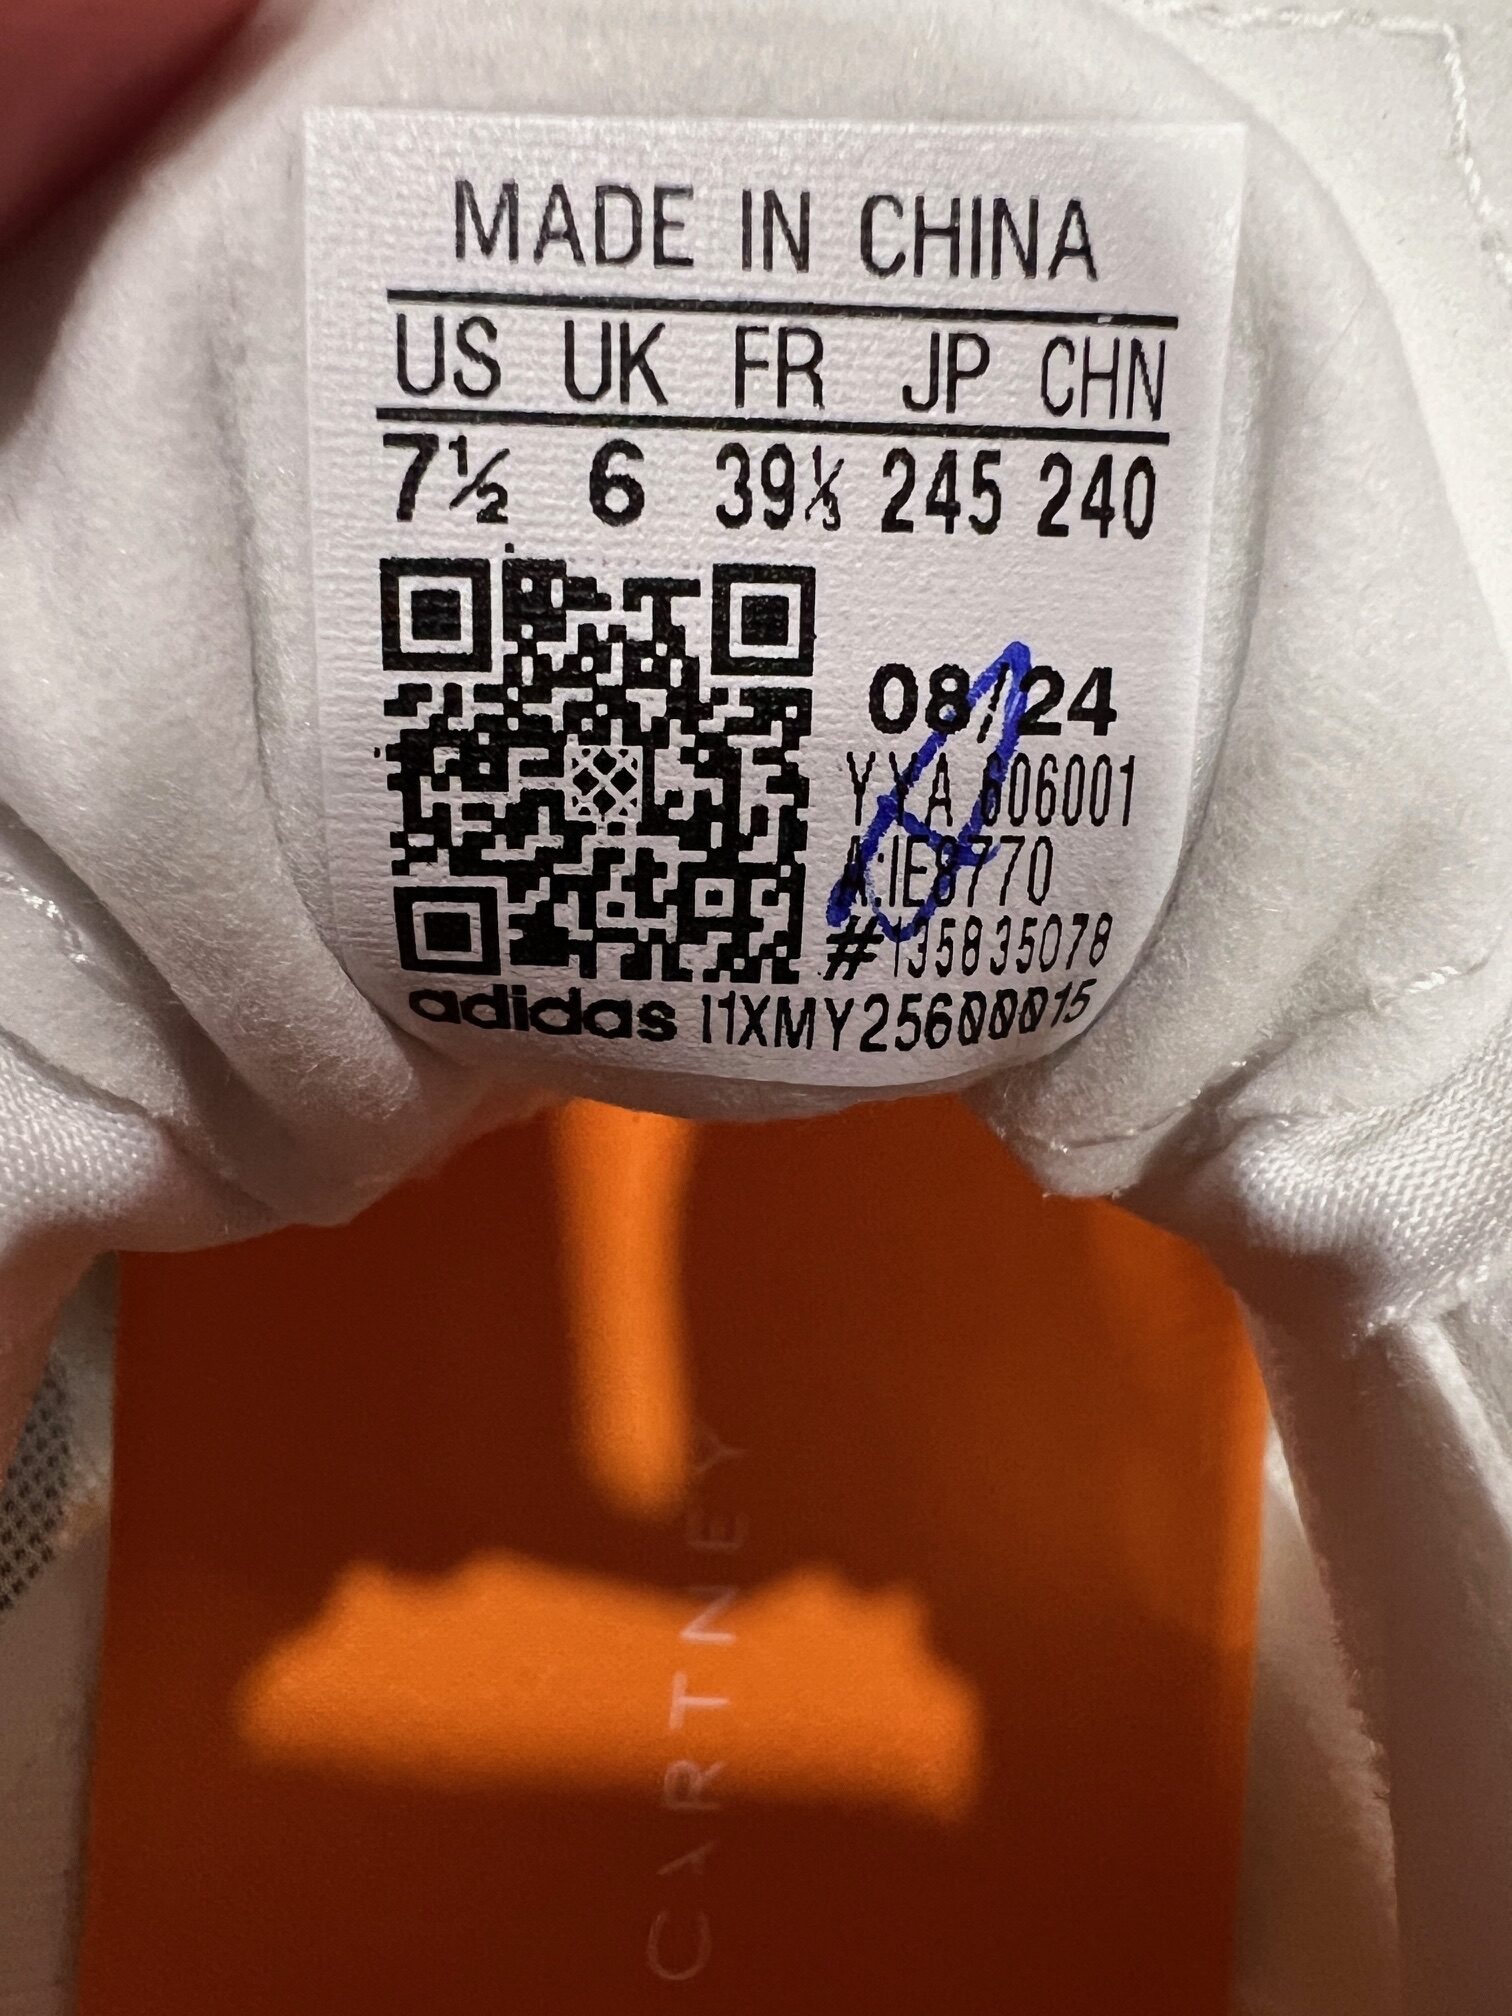 MADE IN CHINA
US UK FR JP CHN
7½ 6 39⅓ 245 240
08/24
YYA 606001
A:IE8770
#135835078
adidas I1XMY25600015
CARTNEY